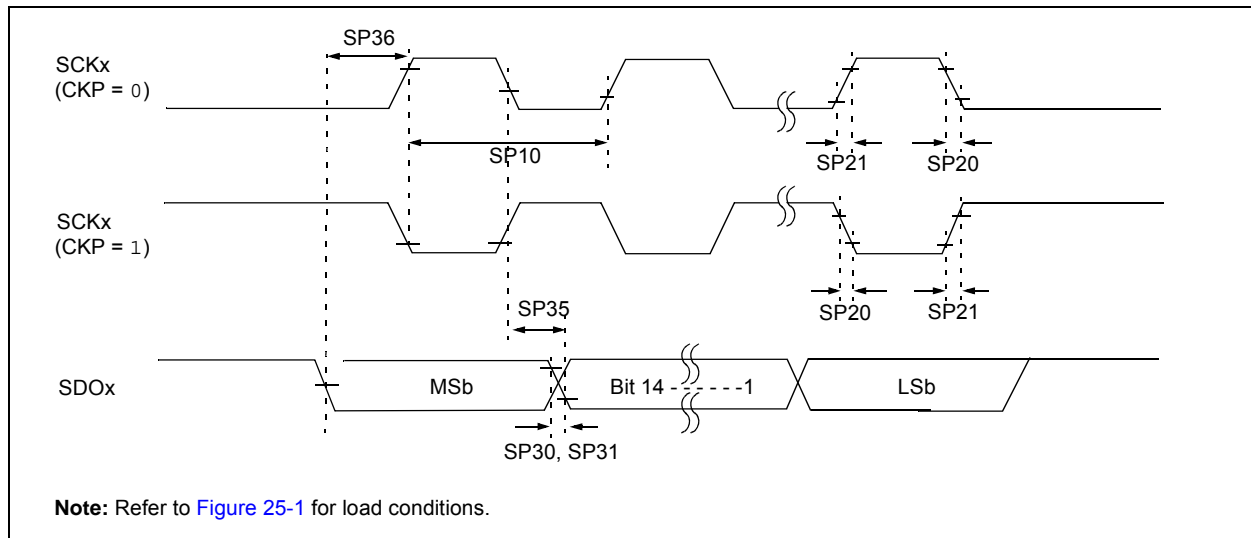 SP36
SCKx
(CKP = 0)
SP10
SP21
SP20
SCKx
(CKP = 1)
SP35
SP20
SP21
SDOx
MSb
Bit 14 - - - - - -1
LSb
SP30, SP31
Note: Refer to Figure 25-1 for load conditions.